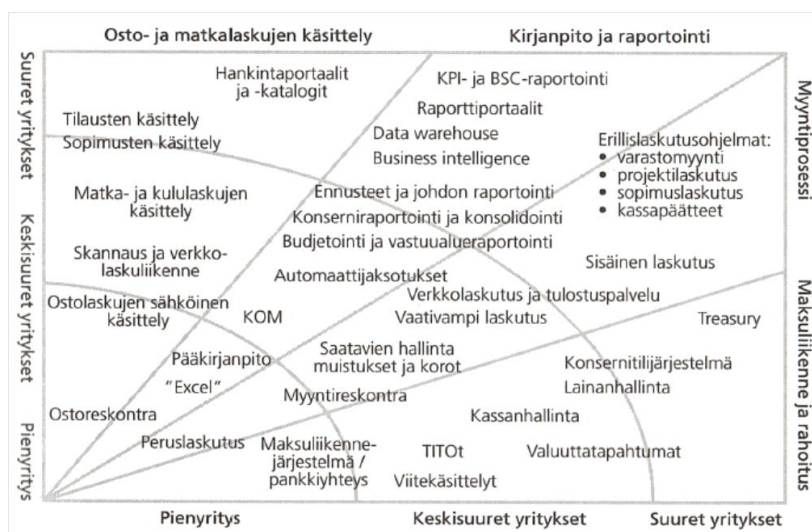 Osto- ja matkalaskujen käsittely
Kirjanpito ja raportointi
Suuret yritykset
Keskisuuret yritykset
Pienyritys
Myyntiprosessi
Maksuliikenne ja rahoitus
Hankintaportaalit
ja -katalogit
Tilausten käsittely
Sopimusten käsittely
Matka- ja kululaskujen
käsittely
Skannaus ja verkko-
laskuliikenne
Ostolaskujen sähköinen
käsittely
Ostoreskontra
KPI- ja BSC-raportointi
Raporttiportaalit
Data warehouse
Business intelligence
Ennusteet ja johdon raportointi
Konserniraportointi ja konsolidointi
Budjetointi ja vastuualueraportointi
Automaattijaksotukset
KOM
Pääkirjanpito
"Excel"
Erillislaskutusohjelmat:
• varastomyynti
• projektilaskutus
• sopimuslaskutus
• kassapäätteet
Sisäinen laskutus
Verkkolaskutus ja tulostuspalvelu
Vaativampi laskutus
Saatavien hallinta
muistukset ja korot
Myyntireskontra
Peruslaskutus
Treasury
Konsernitilijärjestelmä
Lainanhallinta
Kassanhallinta
Maksuliikenne-
järjestelmä /
pankkiyhteys
TITOt
Valuuttatapahtumat
Viitekäsittelyt
Pienyritys
Keskisuuret yritykset
Suuret yritykset